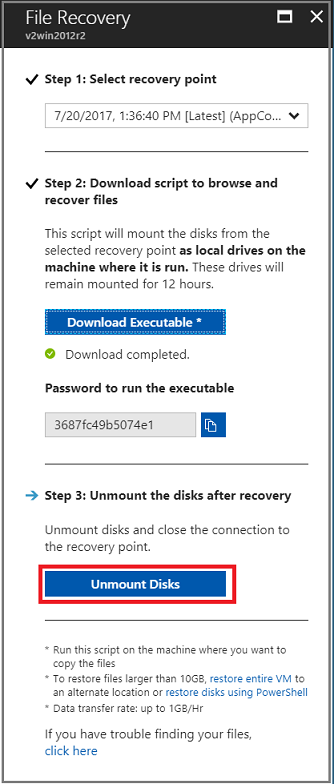 File Recovery
v2win2012r2
Step 1: Select recovery point
7/20/2017, 1:36:40 PM [Latest] (AppCo...
Step 2: Download script to browse and
recover files
This script will mount the disks from the
selected recovery point as local drives on the
machine where it is run. These drives will
remain mounted for 12 hours.
Download Executable *
Download completed.
Password to run the executable
3687fc49b5074e1
Step 3: Unmount the disks after recovery
Unmount disks and close the connection to
the recovery point.
Unmount Disks
* Run this script on the machine where you want to
copy the files
* To restore files larger than 10GB, restore entire VM to
an alternate location or restore disks using PowerShell
* Data transfer rate: up to 1GB/Hr
If you have trouble finding your files,
click here